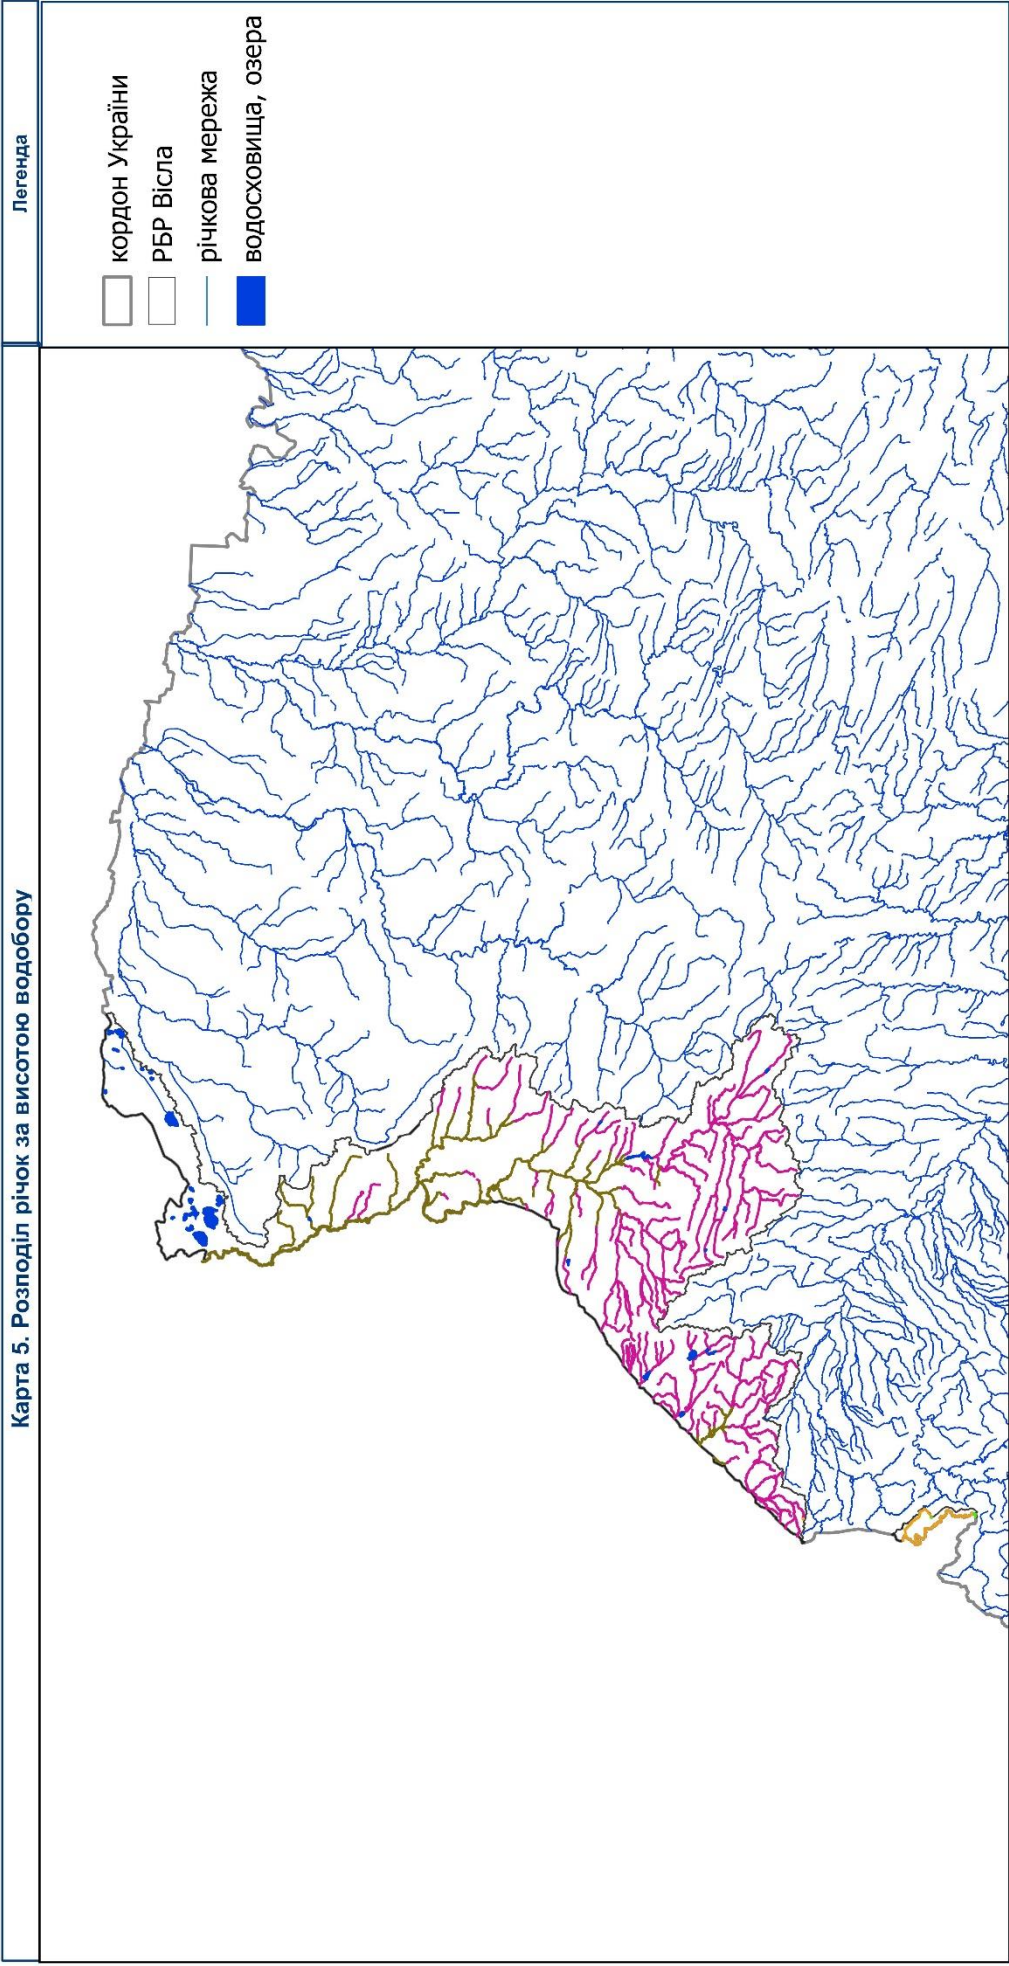 Карта 5. Розподіл річок за висотою водобору
Легенда
кордон України
РБР Вісла
річкова мережа
водосховища, озера